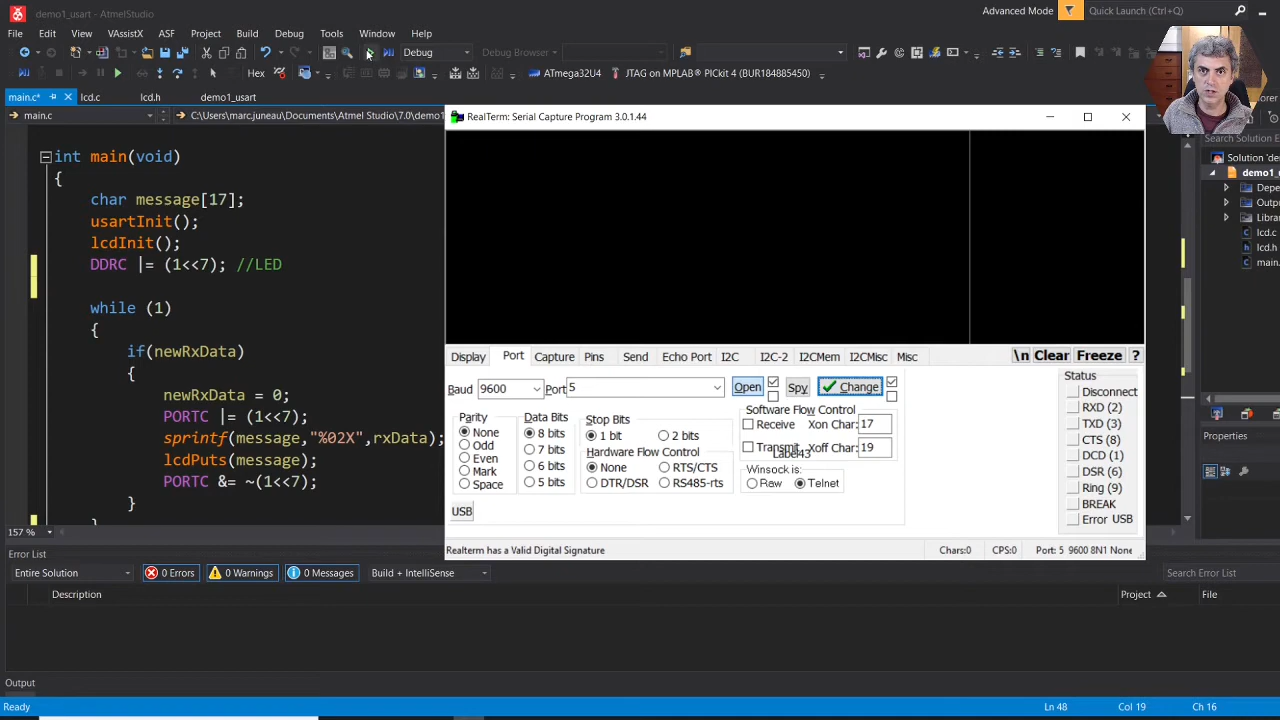 demo1_usart - AtmelStudio
Advanced Mode
Quick Launch (Ctrl+Q)
File Edit View VAssistX ASF Project Build Debug Tools Window Help
Debug
Debug Browser
Hex
ATmega32U4
JTAG on MPLAB® PICkit 4 (BUR184885450)
main.c*
lcd.c
lcd.h
demo1_usart
main.c
C:\Users\marc.juneau\Documents\Atmel Studio\7.0\demo1
int main(void)
{
char message[17];
usartInit();
lcdInit();
DDRC |= (1<<7); //LED
while (1)
{
if(newRxData)
{
newRxData = 0;
PORTC |= (1<<7);
sprintf(message,"%02X",rxData);
lcdPuts(message);
PORTC &= ~(1<<7);
}
}
157 %
RealTerm: Serial Capture Program 3.0.1.44
Display Port Capture Pins Send Echo Port I2C I2C-2 I2CMem I2CMisc Misc
\n Clear Freeze ?
Baud 9600
Port 5
Open
Spy
Change
Parity
None
Odd
Even
Mark
Space
Data Bits
8 bits
7 bits
6 bits
5 bits
Stop Bits
1 bit
2 bits
Hardware Flow Control
None
RTS/CTS
DTR/DSR
RS485-rts
Software Flow Control
Receive
Xon Char: 17
Transmit
Xoff Char: 19
Label43
Winsock is:
Raw
Telnet
USB
Status
Disconnect
RXD (2)
TXD (3)
CTS (8)
DCD (1)
DSR (6)
Ring (9)
BREAK
Error USB
Realterm has a Valid Digital Signature
Chars:0
CPS:0
Port: 5 9600 8N1 None
Search Solution
Solution 'de
demo1
Depe
Outpu
Librar
lcd.c
lcd.h
main.
Properties
Error List
Entire Solution
0 Errors
0 Warnings
0 Messages
Build + IntelliSense
Search Error List
Description
Project
File
Output
Ready
Ln 48
Col 19
Ch 16